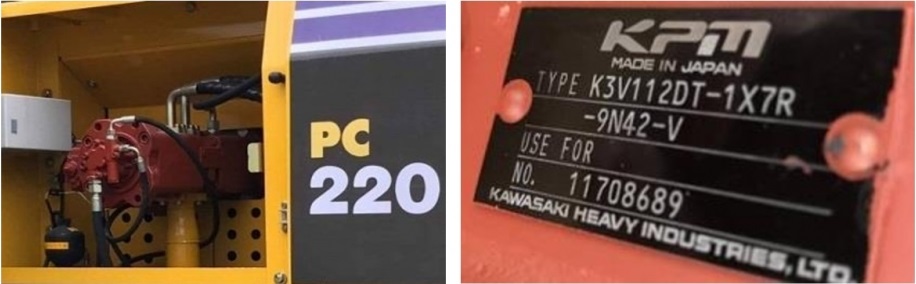 PC
220
KPM
MADE IN JAPAN
TYPE K3V112DT-1X7R
-9N42-V
USE FOR
NO. 11708689
KAWASAKI HEAVY INDUSTRIES, LTD.